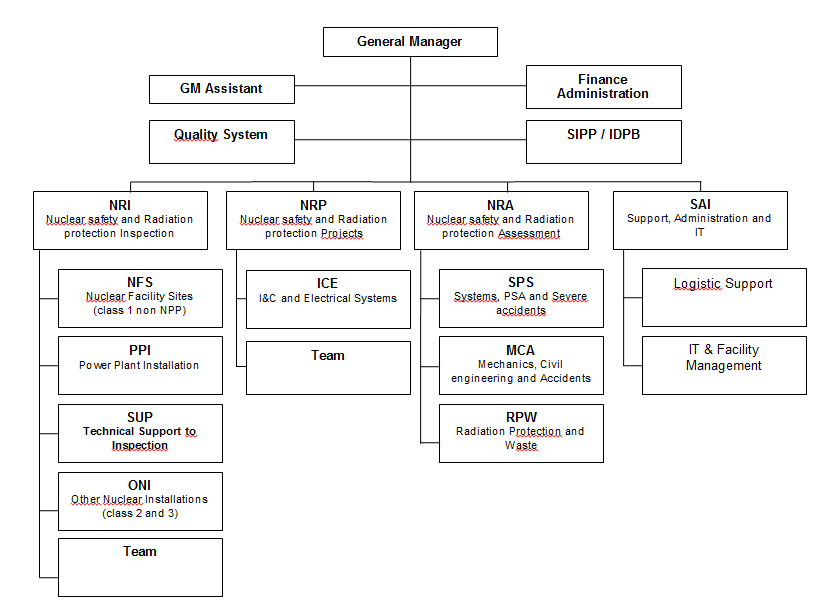 General Manager
GM Assistant
Finance
Administration
Quality System
SIPP / IDPB
NRI
Nuclear safety and Radiation
protection Inspection
NRP
Nuclear safety and Radiation
protection Projects
NRA
Nuclear safety and Radiation
protection Assessment
SAI
Support, Administration and
IT
NFS
Nuclear Facility Sites
(class 1 non NPP)
PPI
Power Plant Installation
SUP
Technical Support to
Inspection
ONI
Other Nuclear Installations
(class 2 and 3)
Team
ICE
I&C and Electrical Systems
Team
SPS
Systems, PSA and Severe
accidents
MCA
Mechanics, Civil
engineering and Accidents
RPW
Radiation Protection and
Waste
Logistic Support
IT & Facility
Management